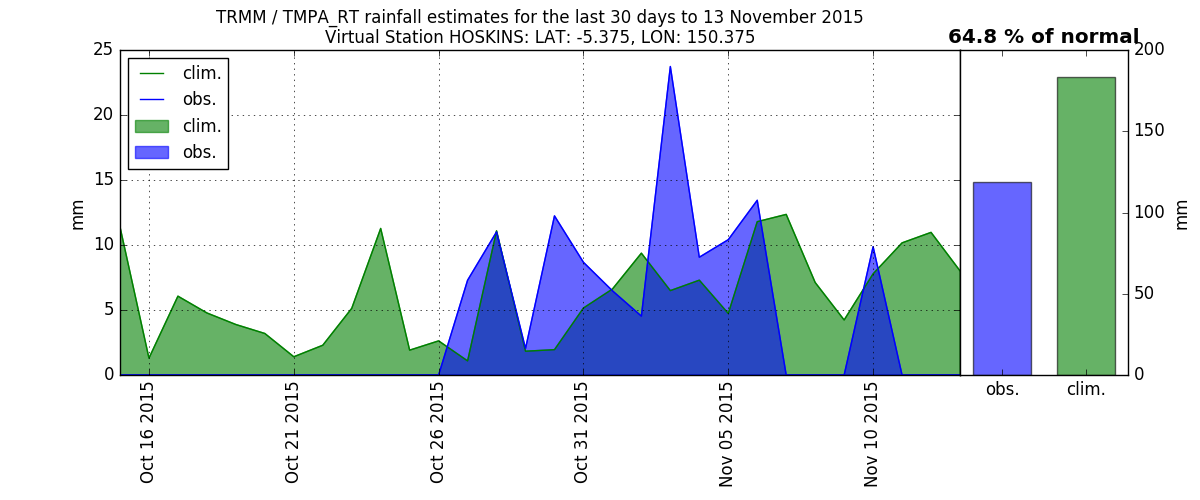 TRMM / TMPA_RT rainfall estimates for the last 30 days to 13 November 2015
Virtual Station HOSKINS: LAT: -5.375, LON: 150.375
64.8 % of normal
25
20
15
10
5
0
mm
clim.
obs.
clim.
obs.
Oct 16 2015
Oct 21 2015
Oct 26 2015
Oct 31 2015
Nov 05 2015
Nov 10 2015
200
150
100
50
0
mm
obs.
clim.